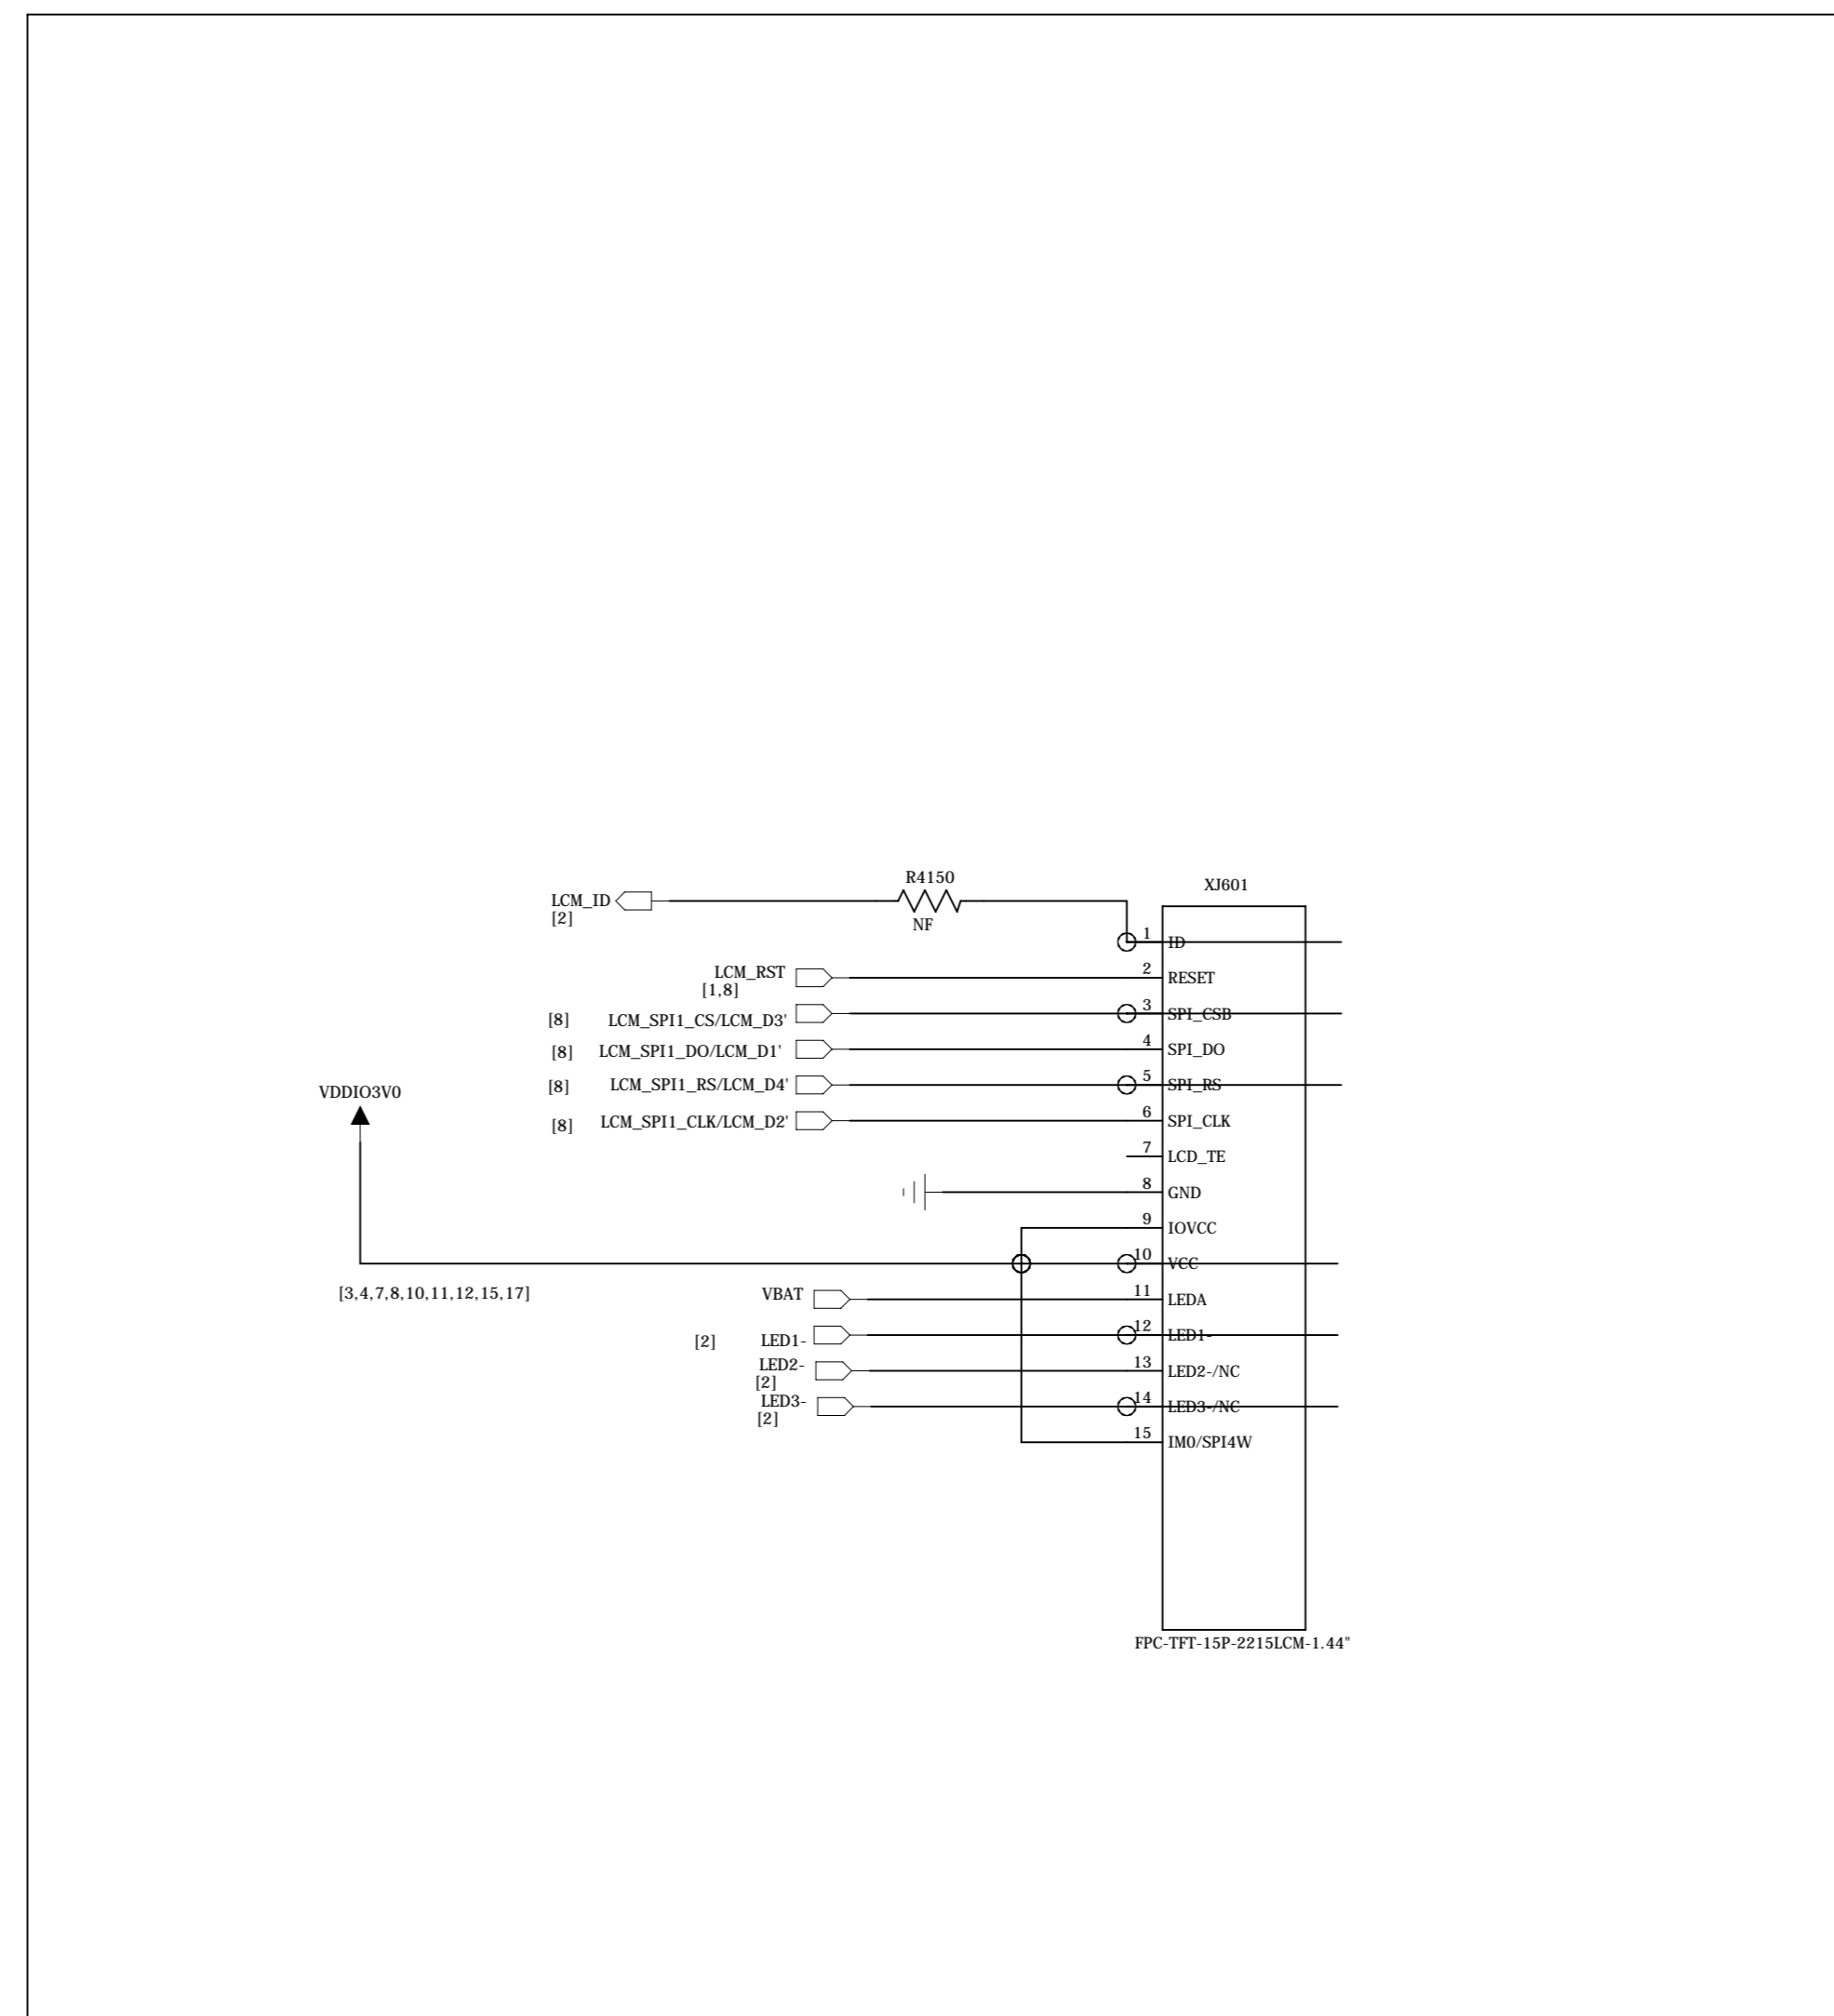 R4150
XJ601
LCM_ID
[2]
NF
1 ID
LCM_RST
[1,8]
2 RESET
[8] LCM_SPI1_CS/LCM_D3'
3 SPI_CSB
[8] LCM_SPI1_DO/LCM_D1'
4 SPI_DO
[8] LCM_SPI1_RS/LCM_D4'
5 SPI_RS
VDDIO3V0
[8] LCM_SPI1_CLK/LCM_D2'
6 SPI_CLK
7 LCD_TE
8 GND
9 IOVCC
10 VCC
[3,4,7,8,10,11,12,15,17]
VBAT
11 LEDA
[2] LED1-
12 LED1-
LED2-
[2]
13 LED2-/NC
LED3-
[2]
14 LED3-/NC
15 IM0/SPI4W
FPC-TFT-15P-2215LCM-1.44"